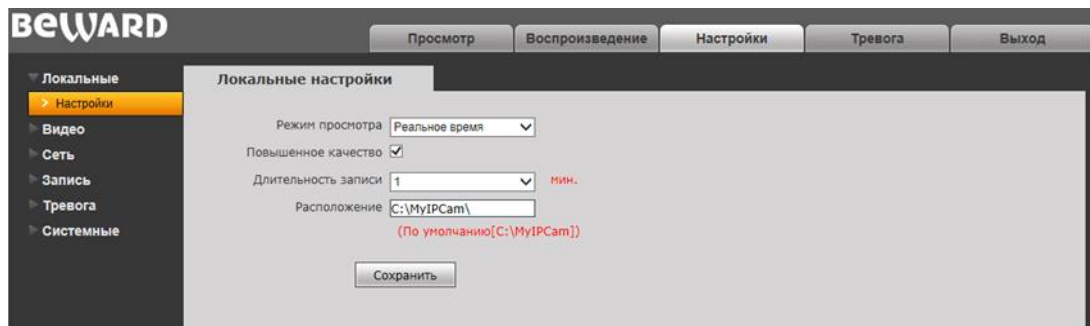 BEWARD
Просмотр Воспроизведение Настройки Тревога Выход
Локальные
> Настройки
Видео
Сеть
Запись
Тревога
Системные
Локальные настройки
Режим просмотра Реальное время
Повышенное качество
Длительность записи 1 мин.
Расположение C:\MyIPCam\
(По умолчанию[C:\MyIPCam])
Сохранить